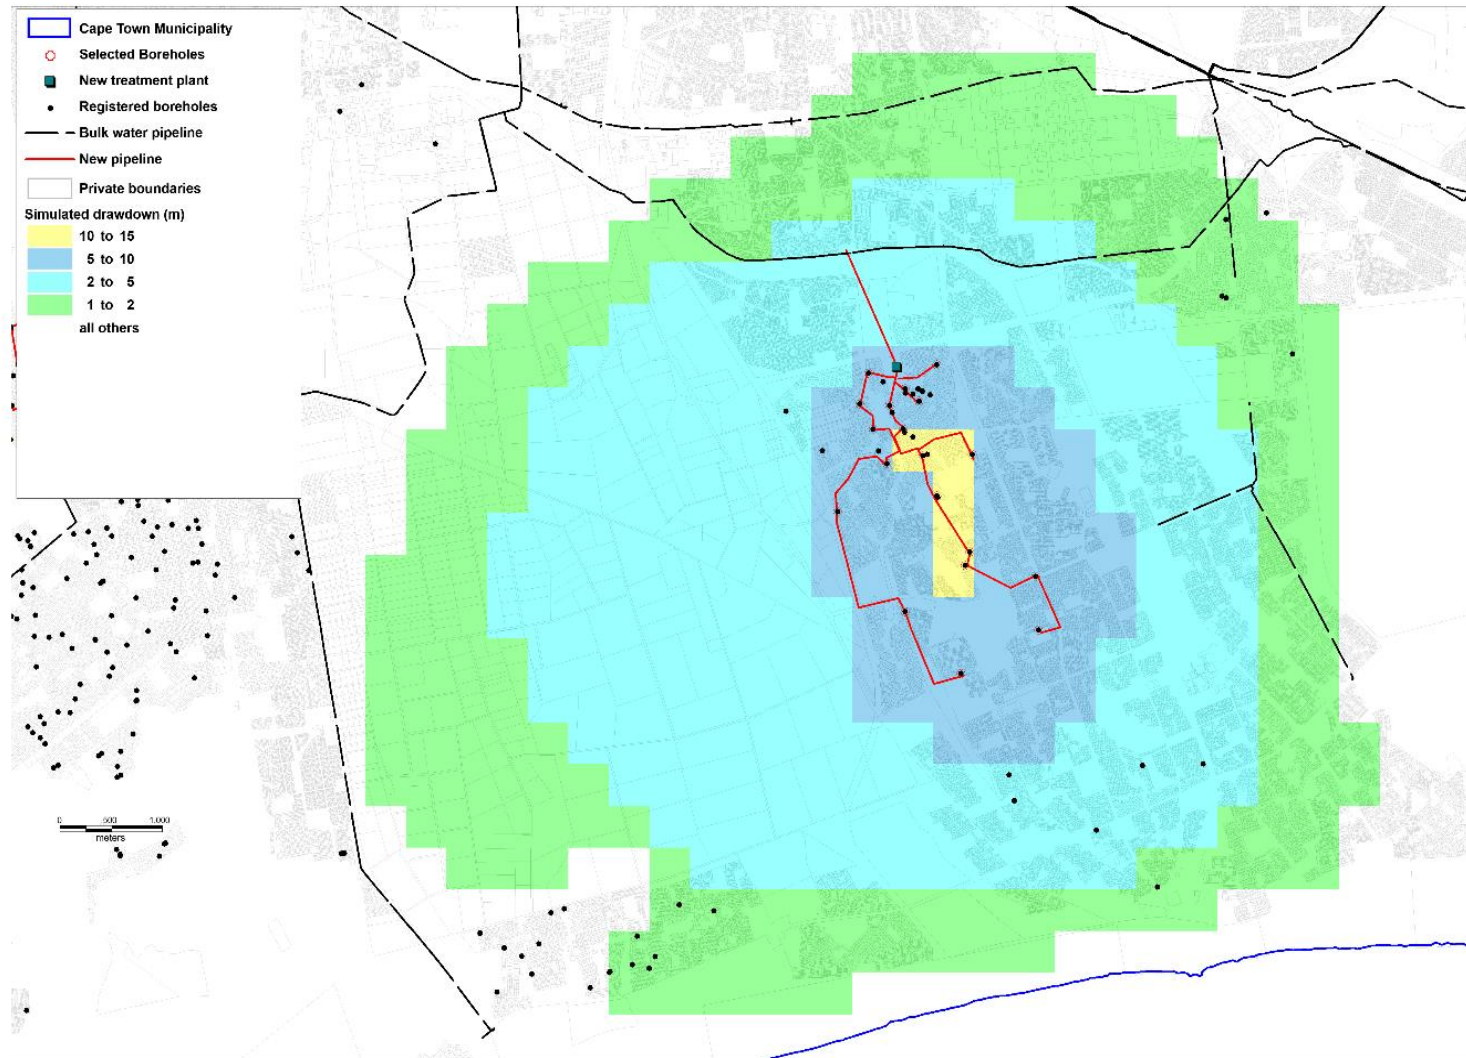 Cape Town Municipality
Selected Boreholes
New treatment plant
Registered boreholes
Bulk water pipeline
New pipeline
Private boundaries
Simulated drawdown (m)
10 to 15
5 to 10
2 to 5
1 to 2
all others
0 500 1,000
meters